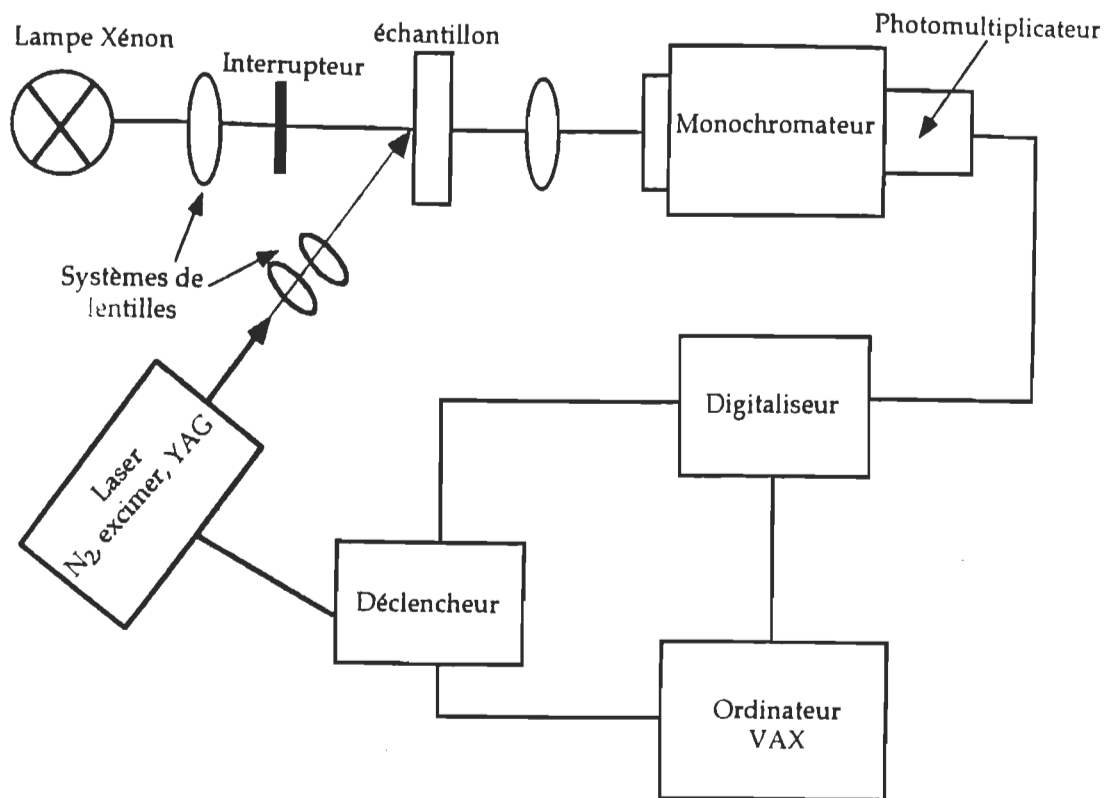 Lampe Xénon
Interrupteur
échantillon
Photomultiplicateur
Monochromateur
Systèmes de
lentilles
Laser
N2, excimer, YAG
Digitaliseur
Déclencheur
Ordinateur
VAX